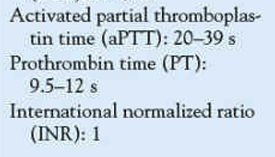 Activated partial thromboplas-
tin time (aPTT): 20–39 s
Prothrombin time (PT):
9.5–12 s
International normalized ratio
(INR): 1